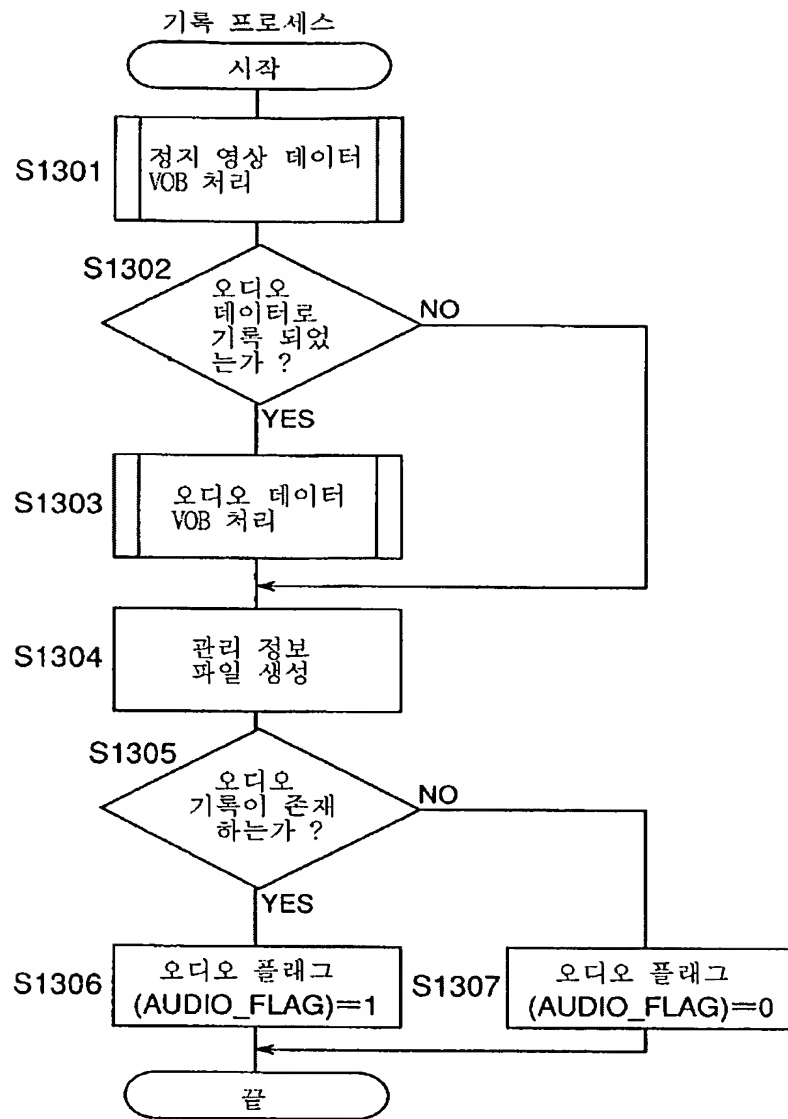 기록 프로세스
시작
S1301
정지 영상 데이터
VOB 처리
S1302
오디오
데이터로
기록 되었
는가 ?
NO
YES
S1303
오디오 데이터
VOB 처리
S1304
관리 정보
파일 생성
S1305
오디오
기록이 존재
하는가 ?
NO
YES
S1306
오디오 플래그
(AUDIO_FLAG)=1
S1307
오디오 플래그
(AUDIO_FLAG)=0
끝